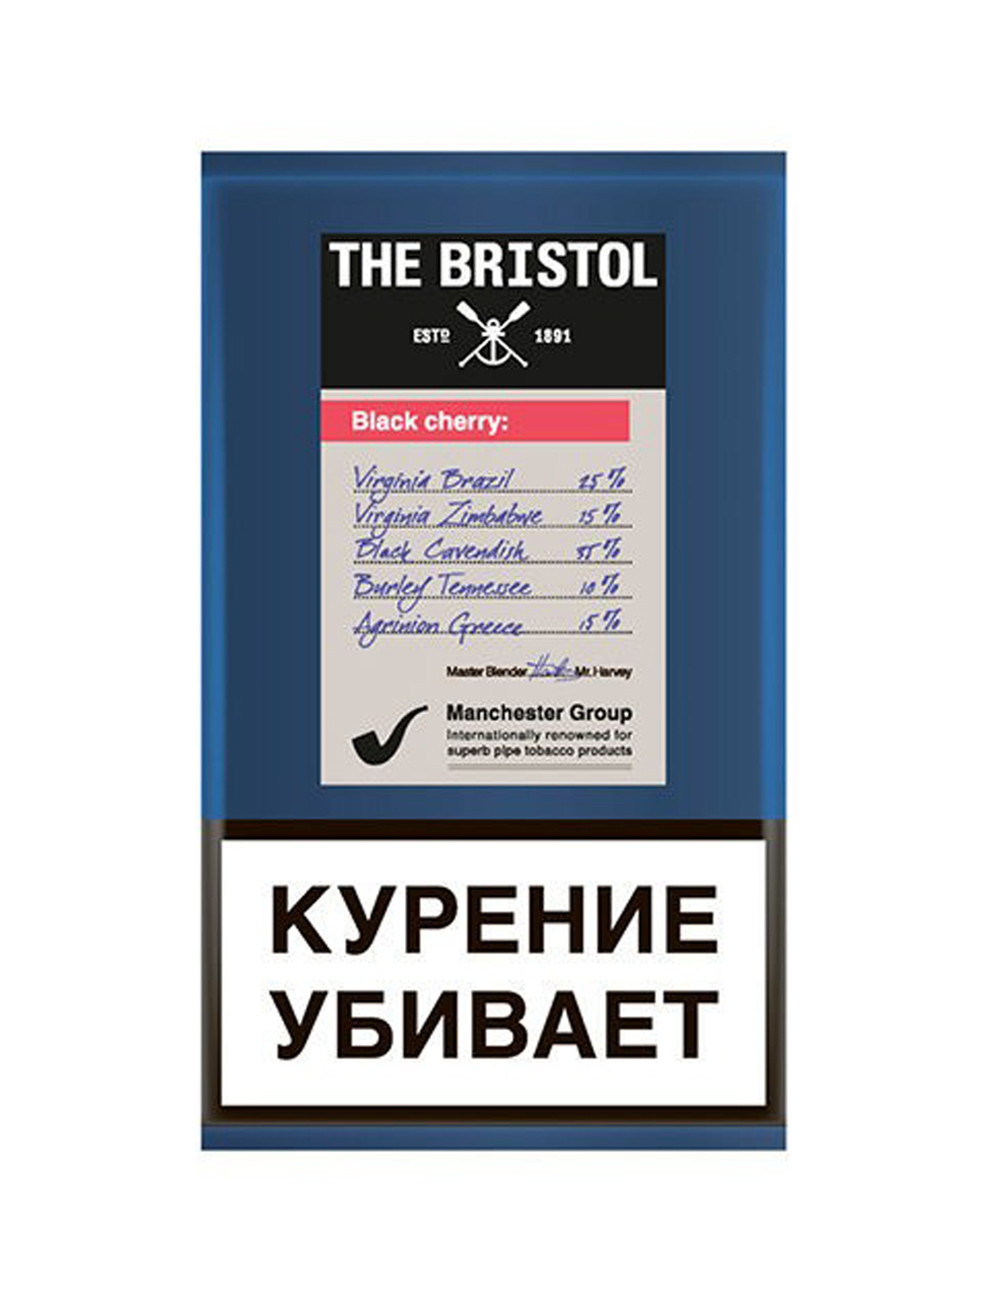 THE BRISTOL
ESTD 1891
Black cherry:
Virginia Brazil 25%
Virginia Zimbabwe 15%
Black Cavendish 35%
Burley Tennessee 10%
Agrinion Greece 15%
Master Blender Mr. Harvey
Manchester Group
Internationally renowned for
superb pipe tobacco products
КУРЕНИЕ
УБИВАЕТ